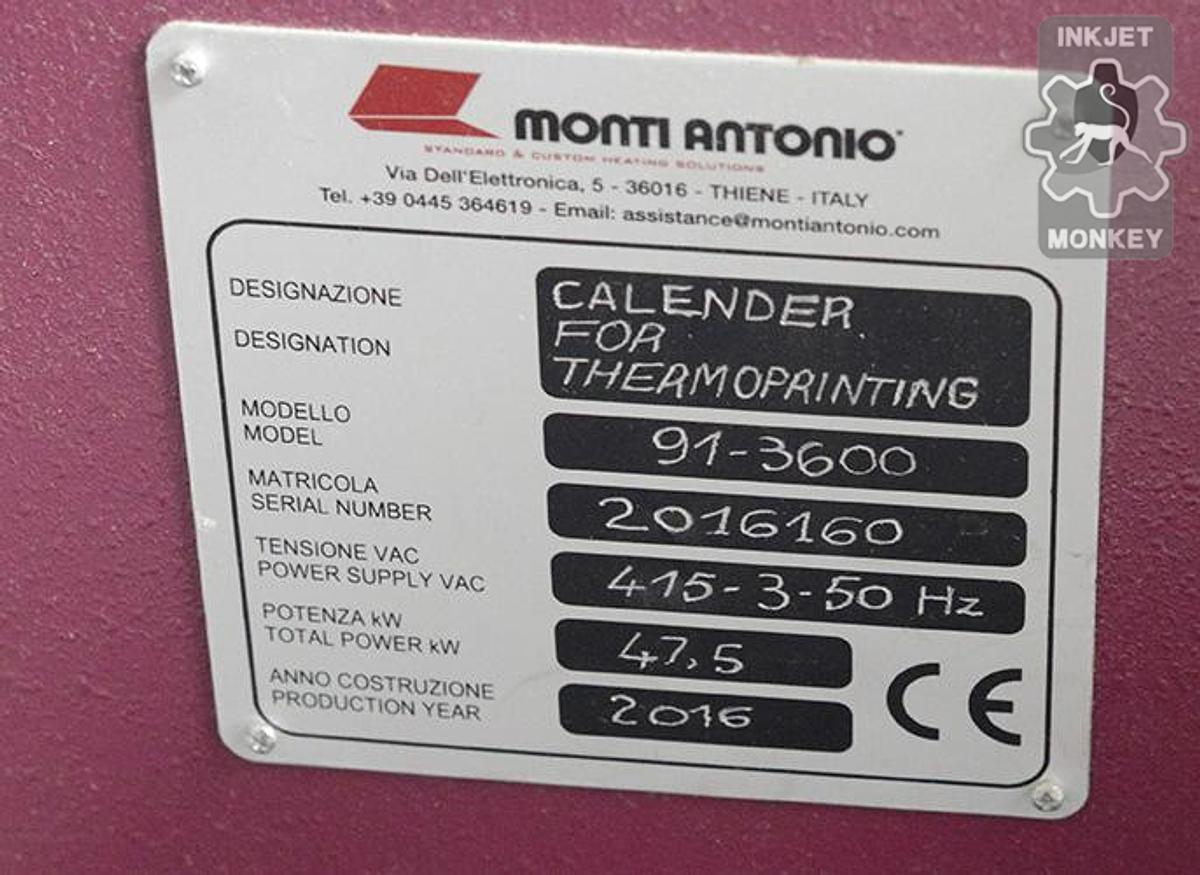 INKJET
MONKEY
MONTI ANTONIO
STANDARD & CUSTOM HEATING SOLUTIONS
Via Dell'Elettronica, 5 - 36016 - THIENE - ITALY
Tel. +39 0445 364619 - Email: assistance@montiantonio.com
DESIGNAZIONE
DESIGNATION
CALENDER
FOR
THERMOPRINTING
MODELLO
MODEL
91-3600
MATRICOLA
SERIAL NUMBER
2016160
TENSIONE VAC
POWER SUPPLY VAC
415-3-50 Hz
POTENZA kW
TOTAL POWER kW
47,5
ANNO COSTRUZIONE
PRODUCTION YEAR
2016
CE